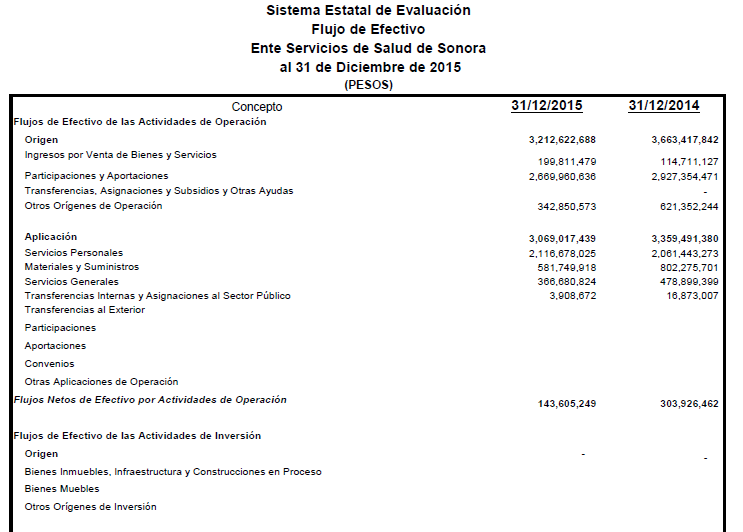 Sistema Estatal de Evaluación
Flujo de Efectivo
Ente Servicios de Salud de Sonora
al 31 de Diciembre de 2015
(PESOS)
Concepto 31/12/2015 31/12/2014
Flujos de Efectivo de las Actividades de Operación
Origen 3,212,622,688 3,663,417,842
Ingresos por Venta de Bienes y Servicios 199,811,479 114,711,127
Participaciones y Aportaciones 2,669,960,636 2,927,354,471
Transferencias, Asignaciones y Subsidios y Otras Ayudas -
Otros Orígenes de Operación 342,850,573 621,352,244
Aplicación 3,069,017,439 3,359,491,380
Servicios Personales 2,116,678,025 2,061,443,273
Materiales y Suministros 581,749,918 802,275,701
Servicios Generales 366,680,824 478,899,399
Transferencias Internas y Asignaciones al Sector Público 3,908,672 16,873,007
Transferencias al Exterior
Participaciones
Aportaciones
Convenios
Otras Aplicaciones de Operación
Flujos Netos de Efectivo por Actividades de Operación 143,605,249 303,926,462
Flujos de Efectivo de las Actividades de Inversión
Origen - -
Bienes Inmuebles, Infraestructura y Construcciones en Proceso
Bienes Muebles
Otros Orígenes de Inversión